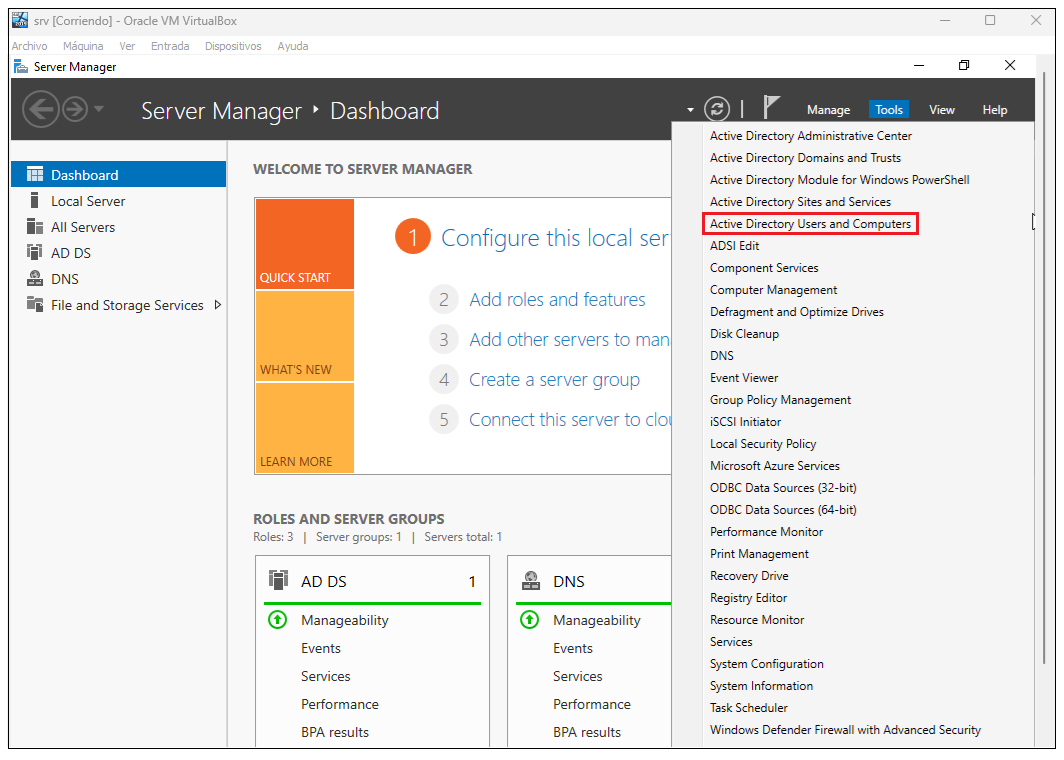 srv [Corriendo] - Oracle VM VirtualBox
Archivo Máquina Ver Entrada Dispositivos Ayuda
Server Manager
Server Manager ‣ Dashboard
Manage Tools View Help
Dashboard
Local Server
All Servers
AD DS
DNS
File and Storage Services
WELCOME TO SERVER MANAGER
QUICK START
WHAT'S NEW
LEARN MORE
1 Configure this local ser
2 Add roles and features
3 Add other servers to man
4 Create a server group
5 Connect this server to clou
ROLES AND SERVER GROUPS
Roles: 3 | Server groups: 1 | Servers total: 1
AD DS 1
Manageability
Events
Services
Performance
BPA results
DNS
Manageability
Events
Services
Performance
BPA results
Active Directory Administrative Center
Active Directory Domains and Trusts
Active Directory Module for Windows PowerShell
Active Directory Sites and Services
Active Directory Users and Computers
ADSI Edit
Component Services
Computer Management
Defragment and Optimize Drives
Disk Cleanup
DNS
Event Viewer
Group Policy Management
iSCSI Initiator
Local Security Policy
Microsoft Azure Services
ODBC Data Sources (32-bit)
ODBC Data Sources (64-bit)
Performance Monitor
Print Management
Recovery Drive
Registry Editor
Resource Monitor
Services
System Configuration
System Information
Task Scheduler
Windows Defender Firewall with Advanced Security